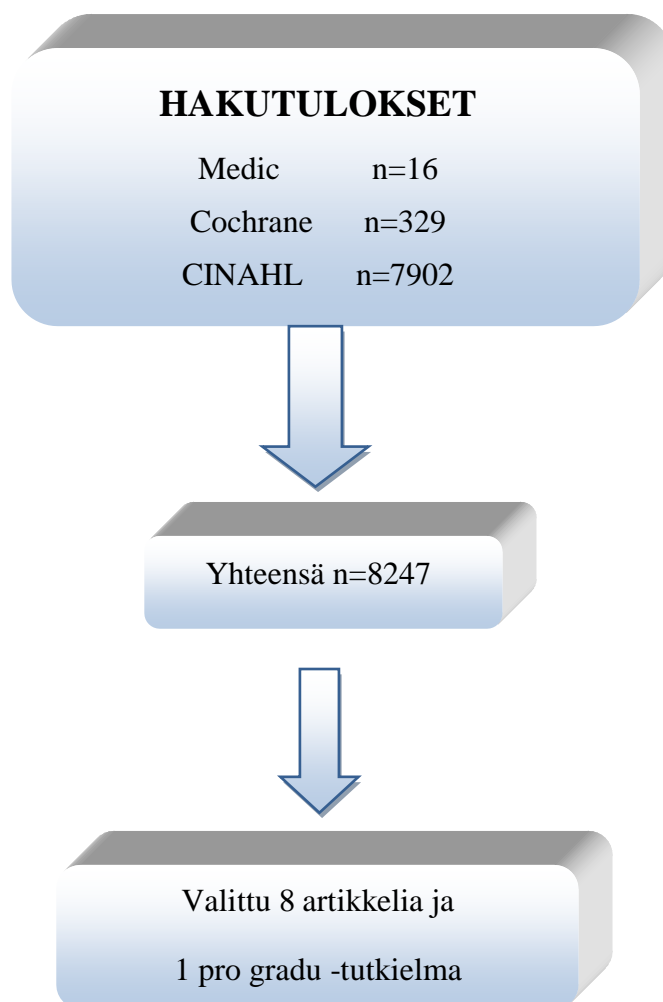 HAKUTULOKSET
Medic n=16
Cochrane n=329
CINAHL n=7902
Yhteensä n=8247
Valittu 8 artikkelia ja
1 pro gradu -tutkielma